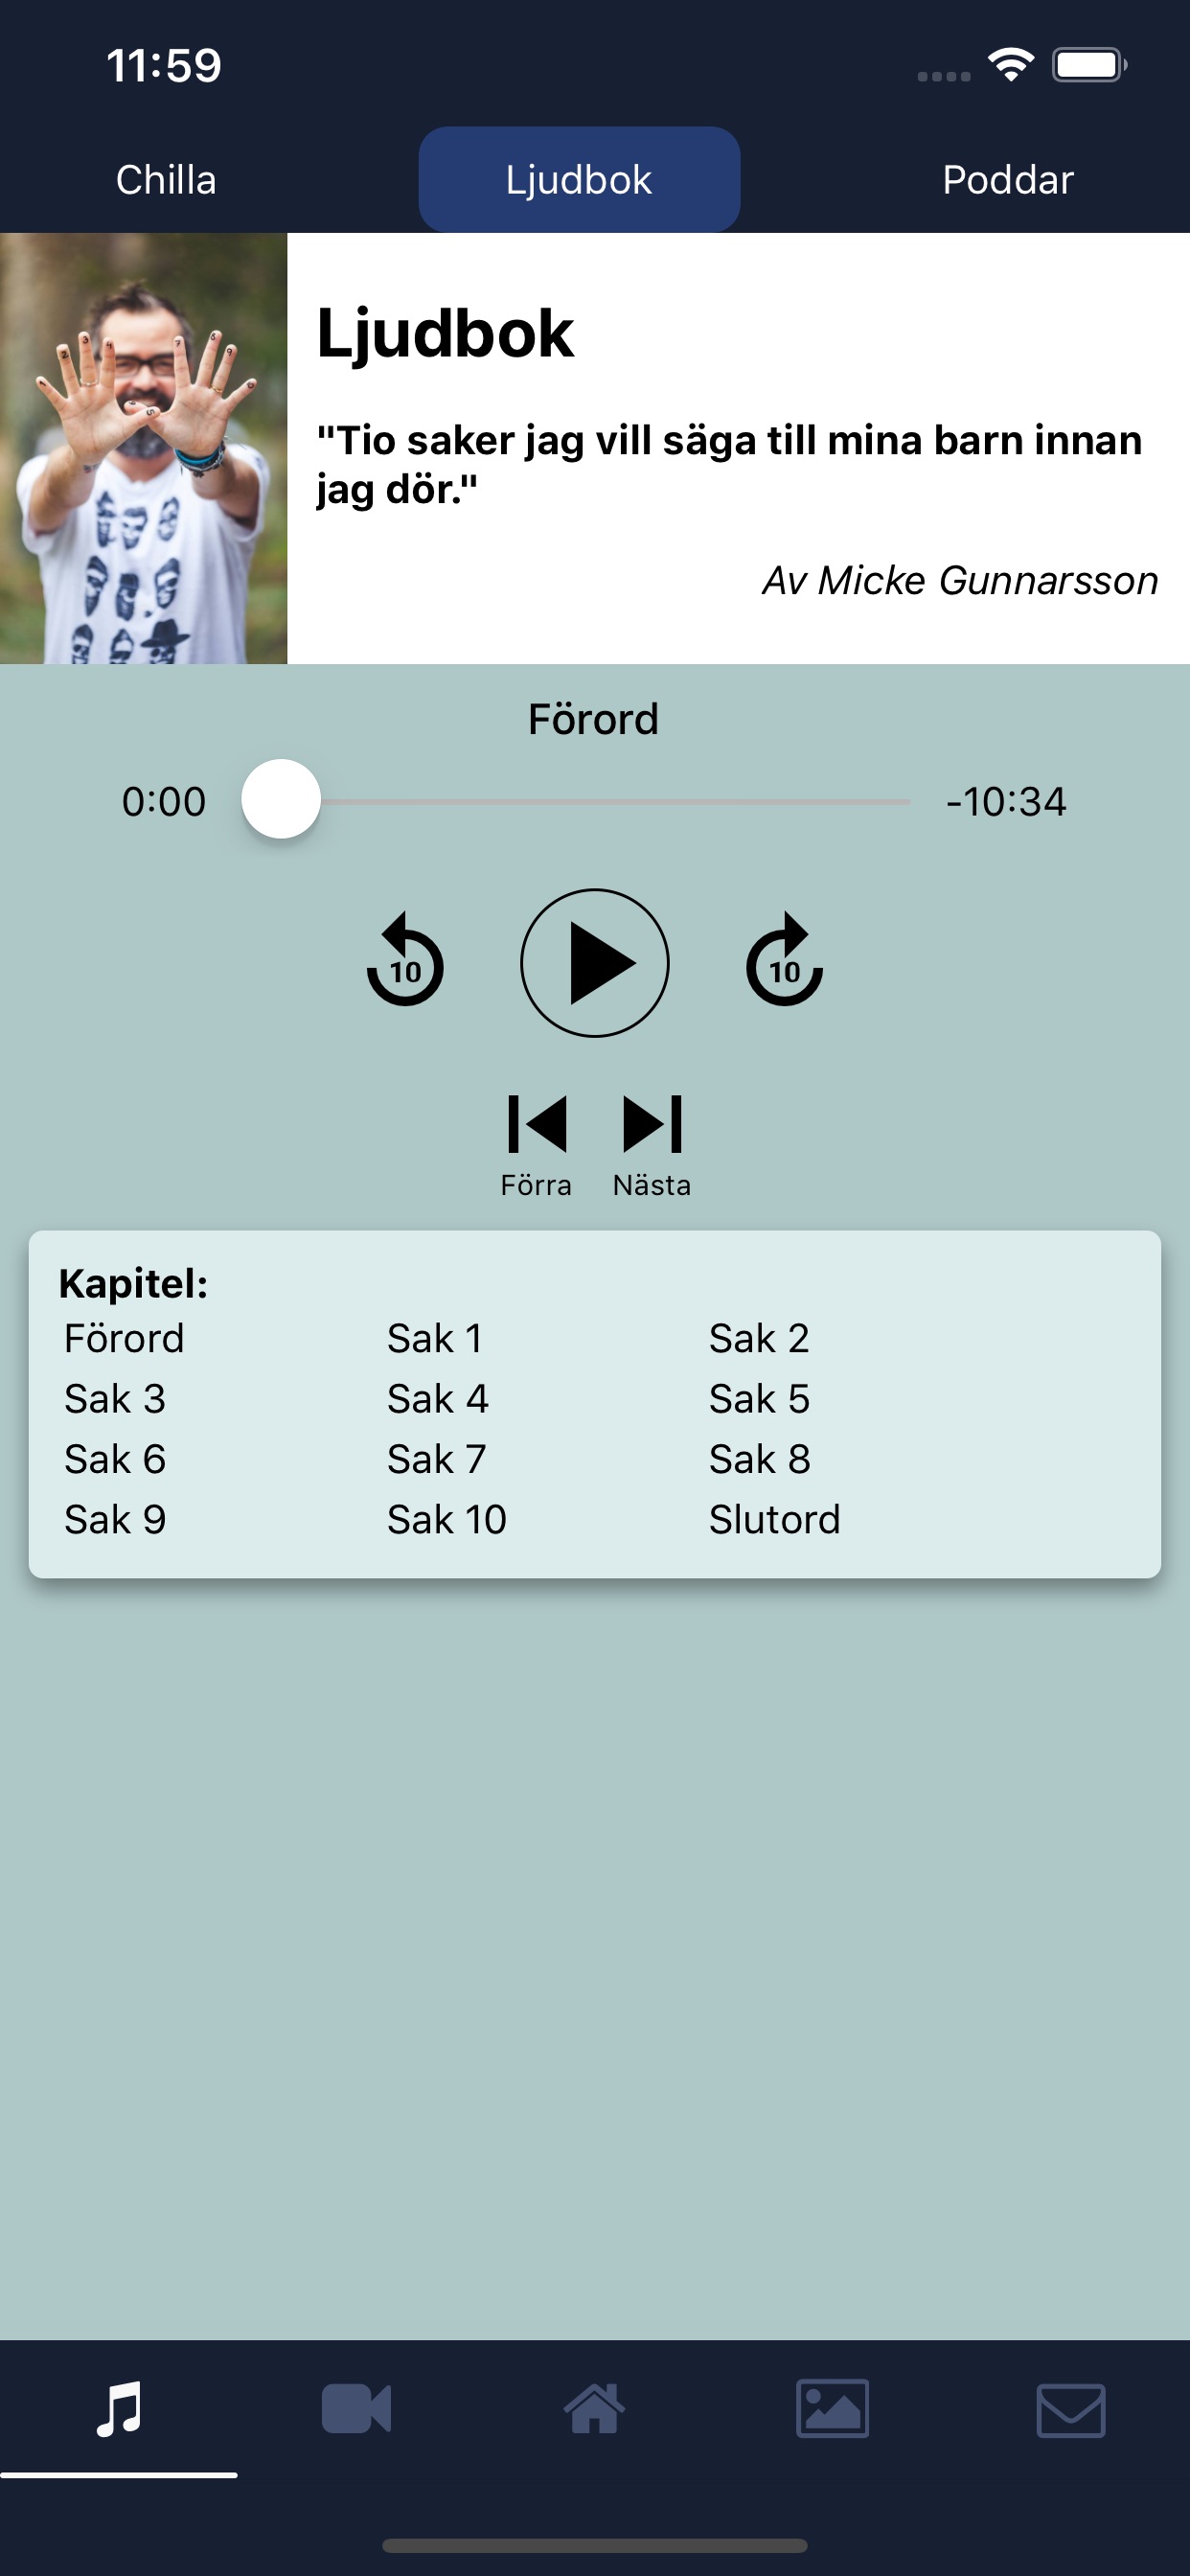 11:59
Chilla
Ljudbok
Poddar
Ljudbok
"Tio saker jag vill säga till mina barn innan
jag dör."
Av Micke Gunnarsson
Förord
0:00
-10:34
10
10
Förra
Nästa
Kapitel:
Förord
Sak 1
Sak 2
Sak 3
Sak 4
Sak 5
Sak 6
Sak 7
Sak 8
Sak 9
Sak 10
Slutord